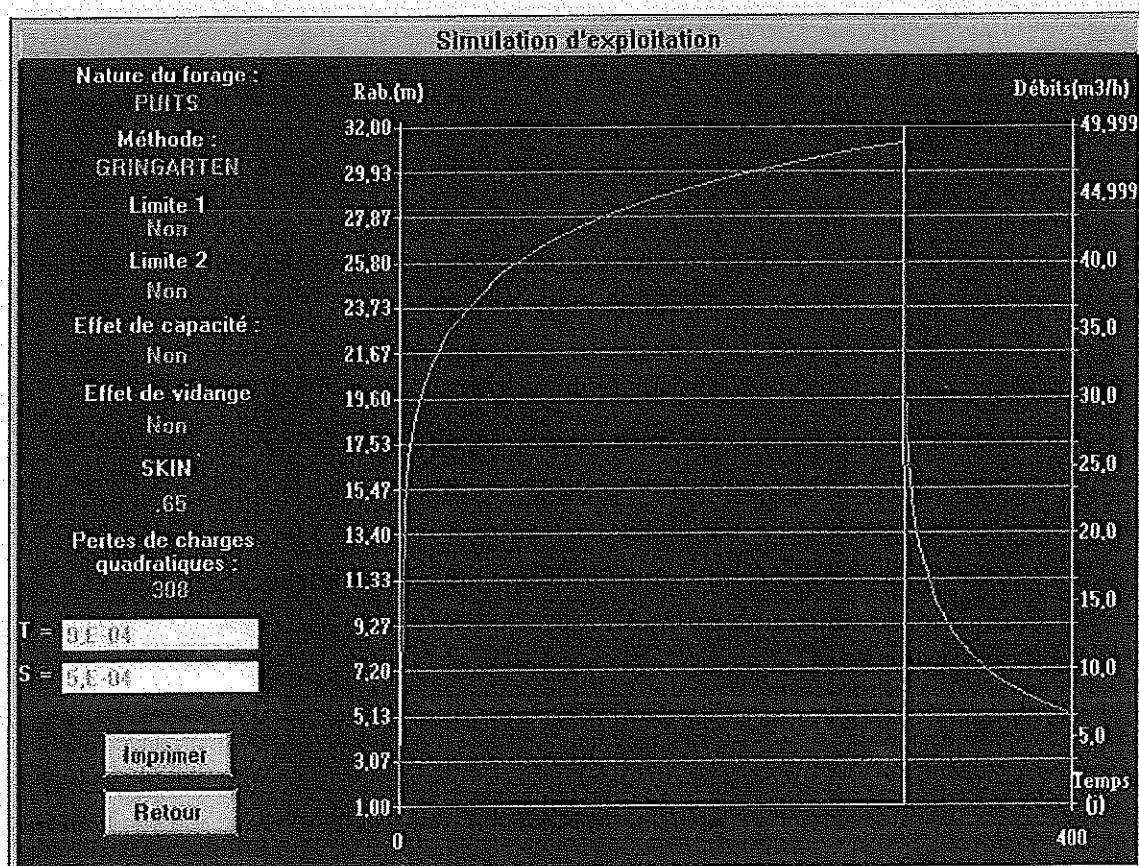 Simulation d'exploitation
Nature du forage :
PUITS
Méthode :
GRINGARTEN
Limite 1
Non
Limite 2
Non
Effet de capacité :
Non
Effet de vidange
Non
SKIN
.65
Pertes de charges
quadratiques :
308
T = 9,E-04
S = 5,E-04
Imprimer
Retour
Rab.(m)
32,00
29,93
27,87
25,80
23,73
21,67
19,60
17,53
15,47
13,40
11,33
9,27
7,20
5,13
3,07
1,00
Débits(m3/h)
49,999
44,999
40,0
35,0
30,0
25,0
20,0
15,0
10,0
5,0
Temps
(j)
0
400